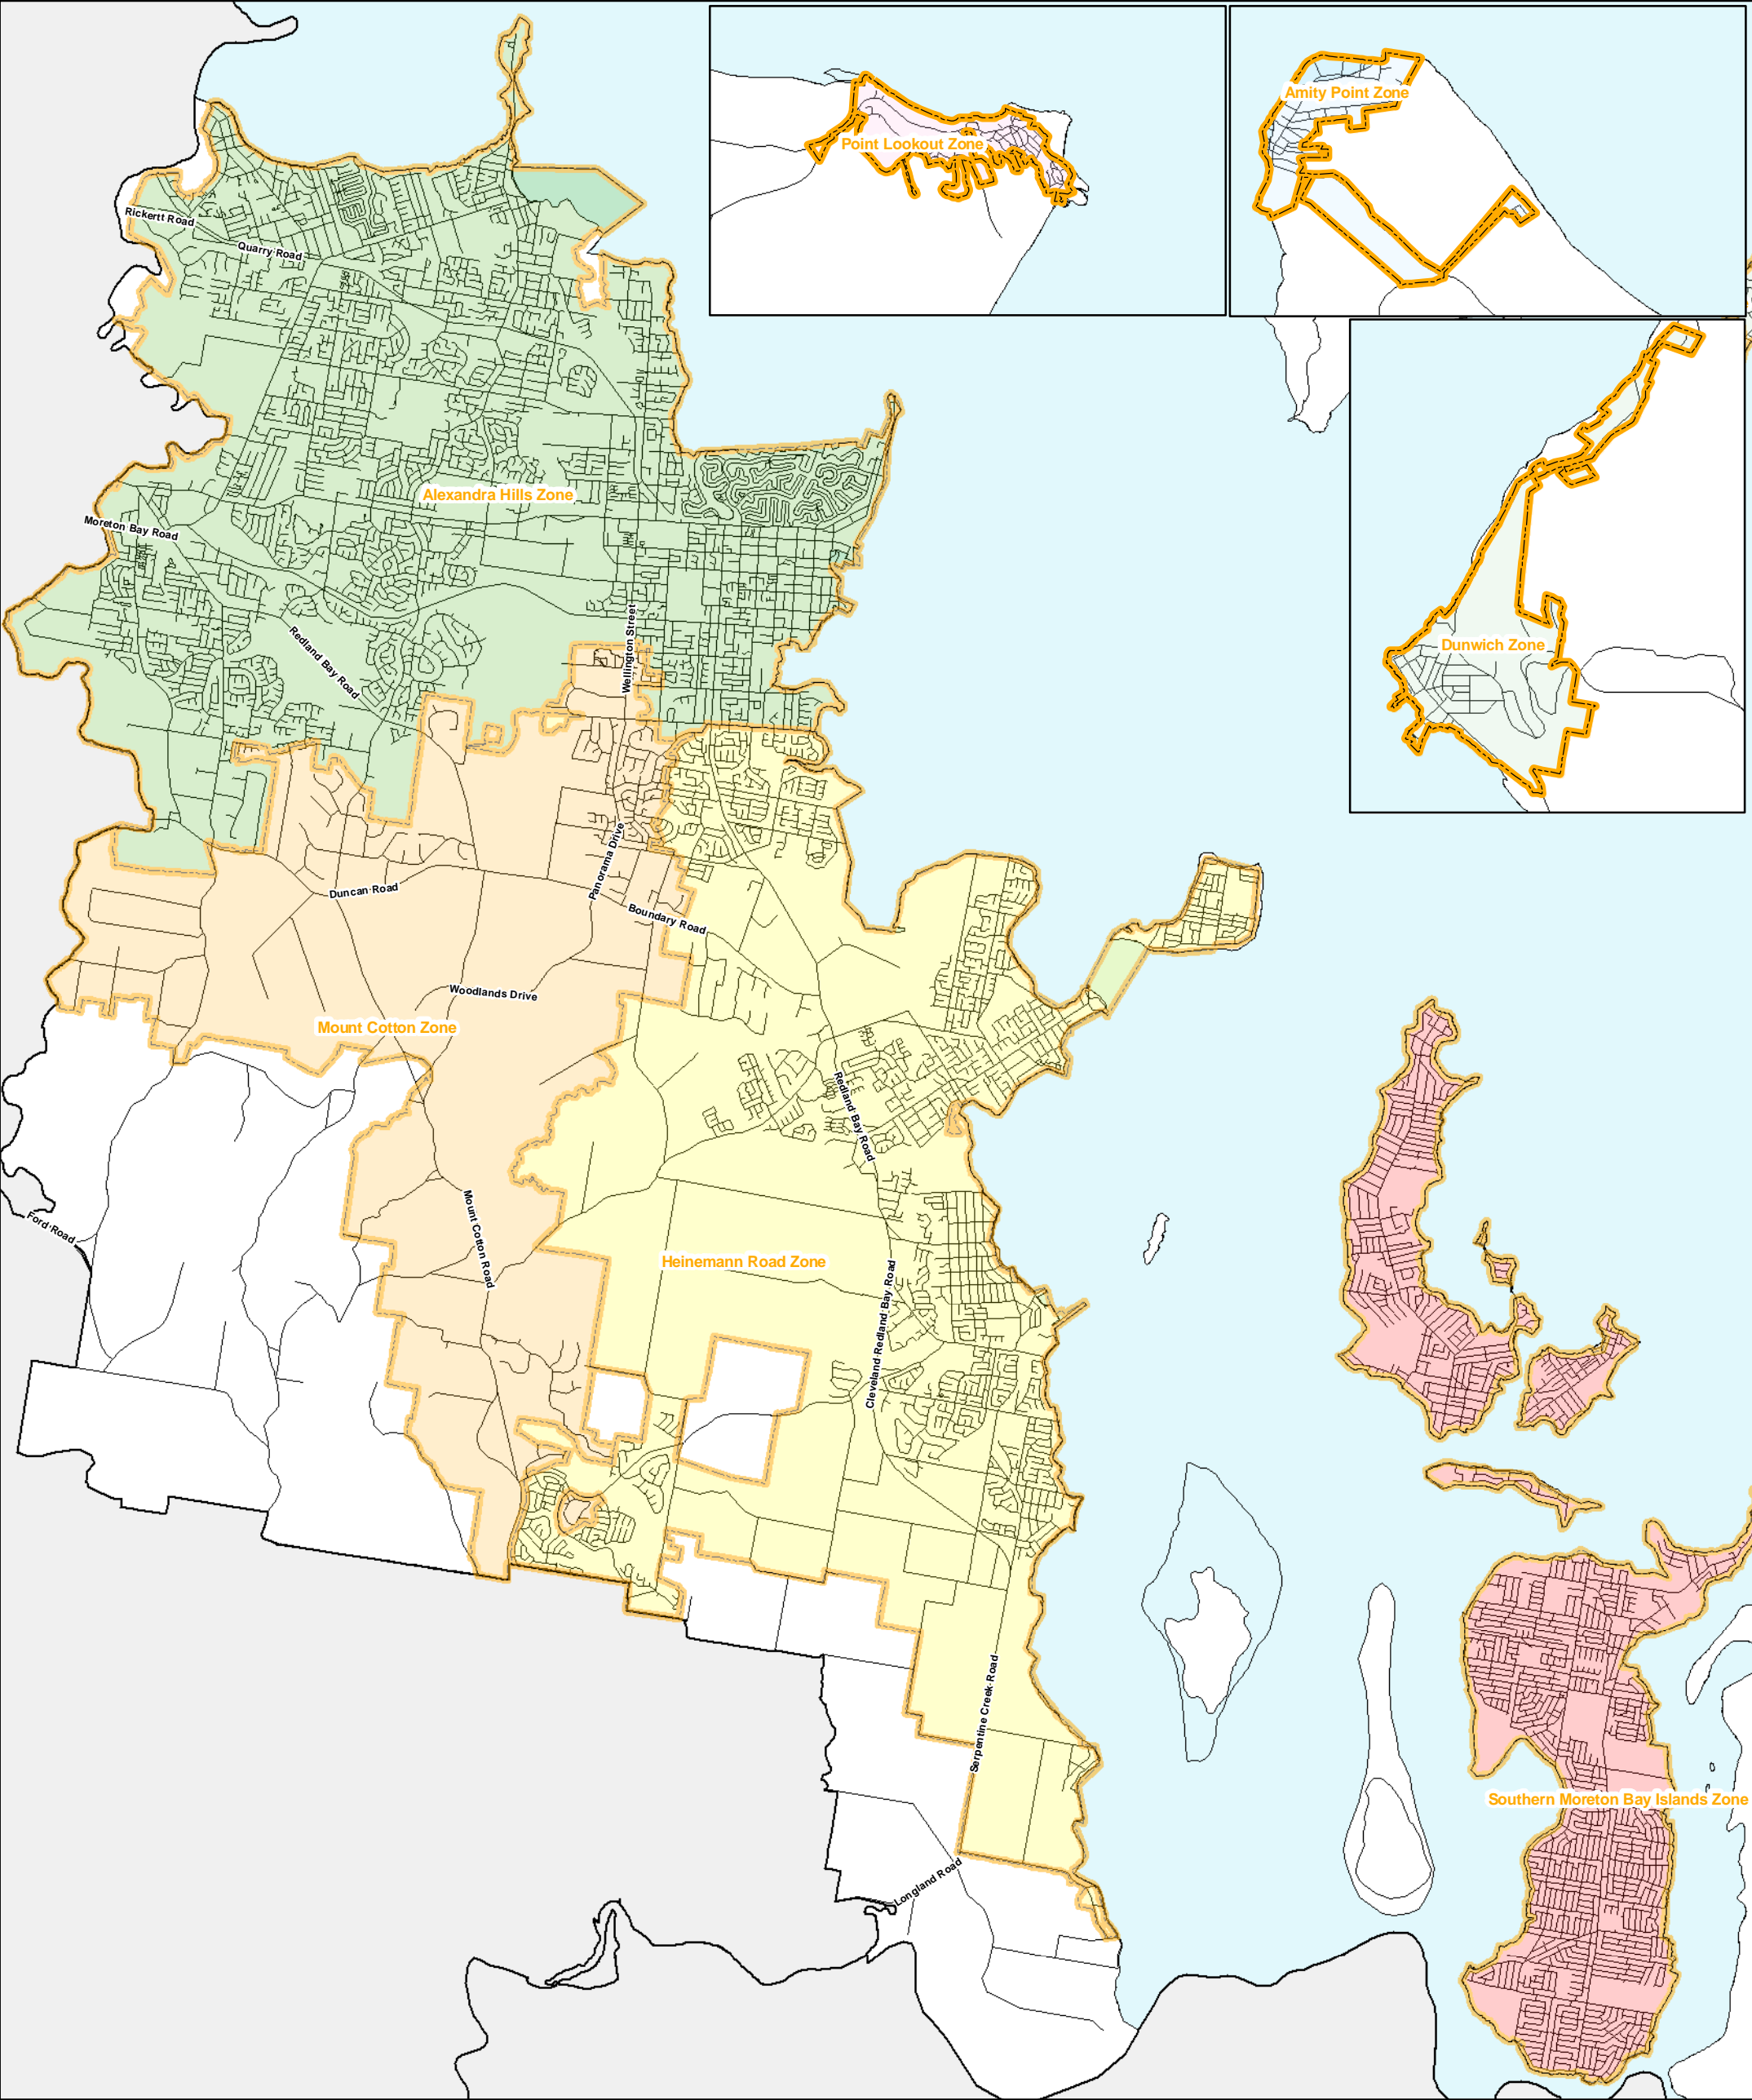 Amity Point Zone
Point Lookout Zone
Rickertt Road
Quarry Road
Alexandra Hills Zone
Moreton Bay Road
Wellington Street
Redland Bay Road
Dunwich Zone
Panorama Drive
Duncan Road
Boundary Road
Woodlands Drive
Mount Cotton Zone
Redland Bay Road
Ford Road
Mount Cotton Road
Heinemann Road Zone
Cleveland Redland Bay Road
Serpentine Creek Road
Southern Moreton Bay Islands Zone
Longland Road